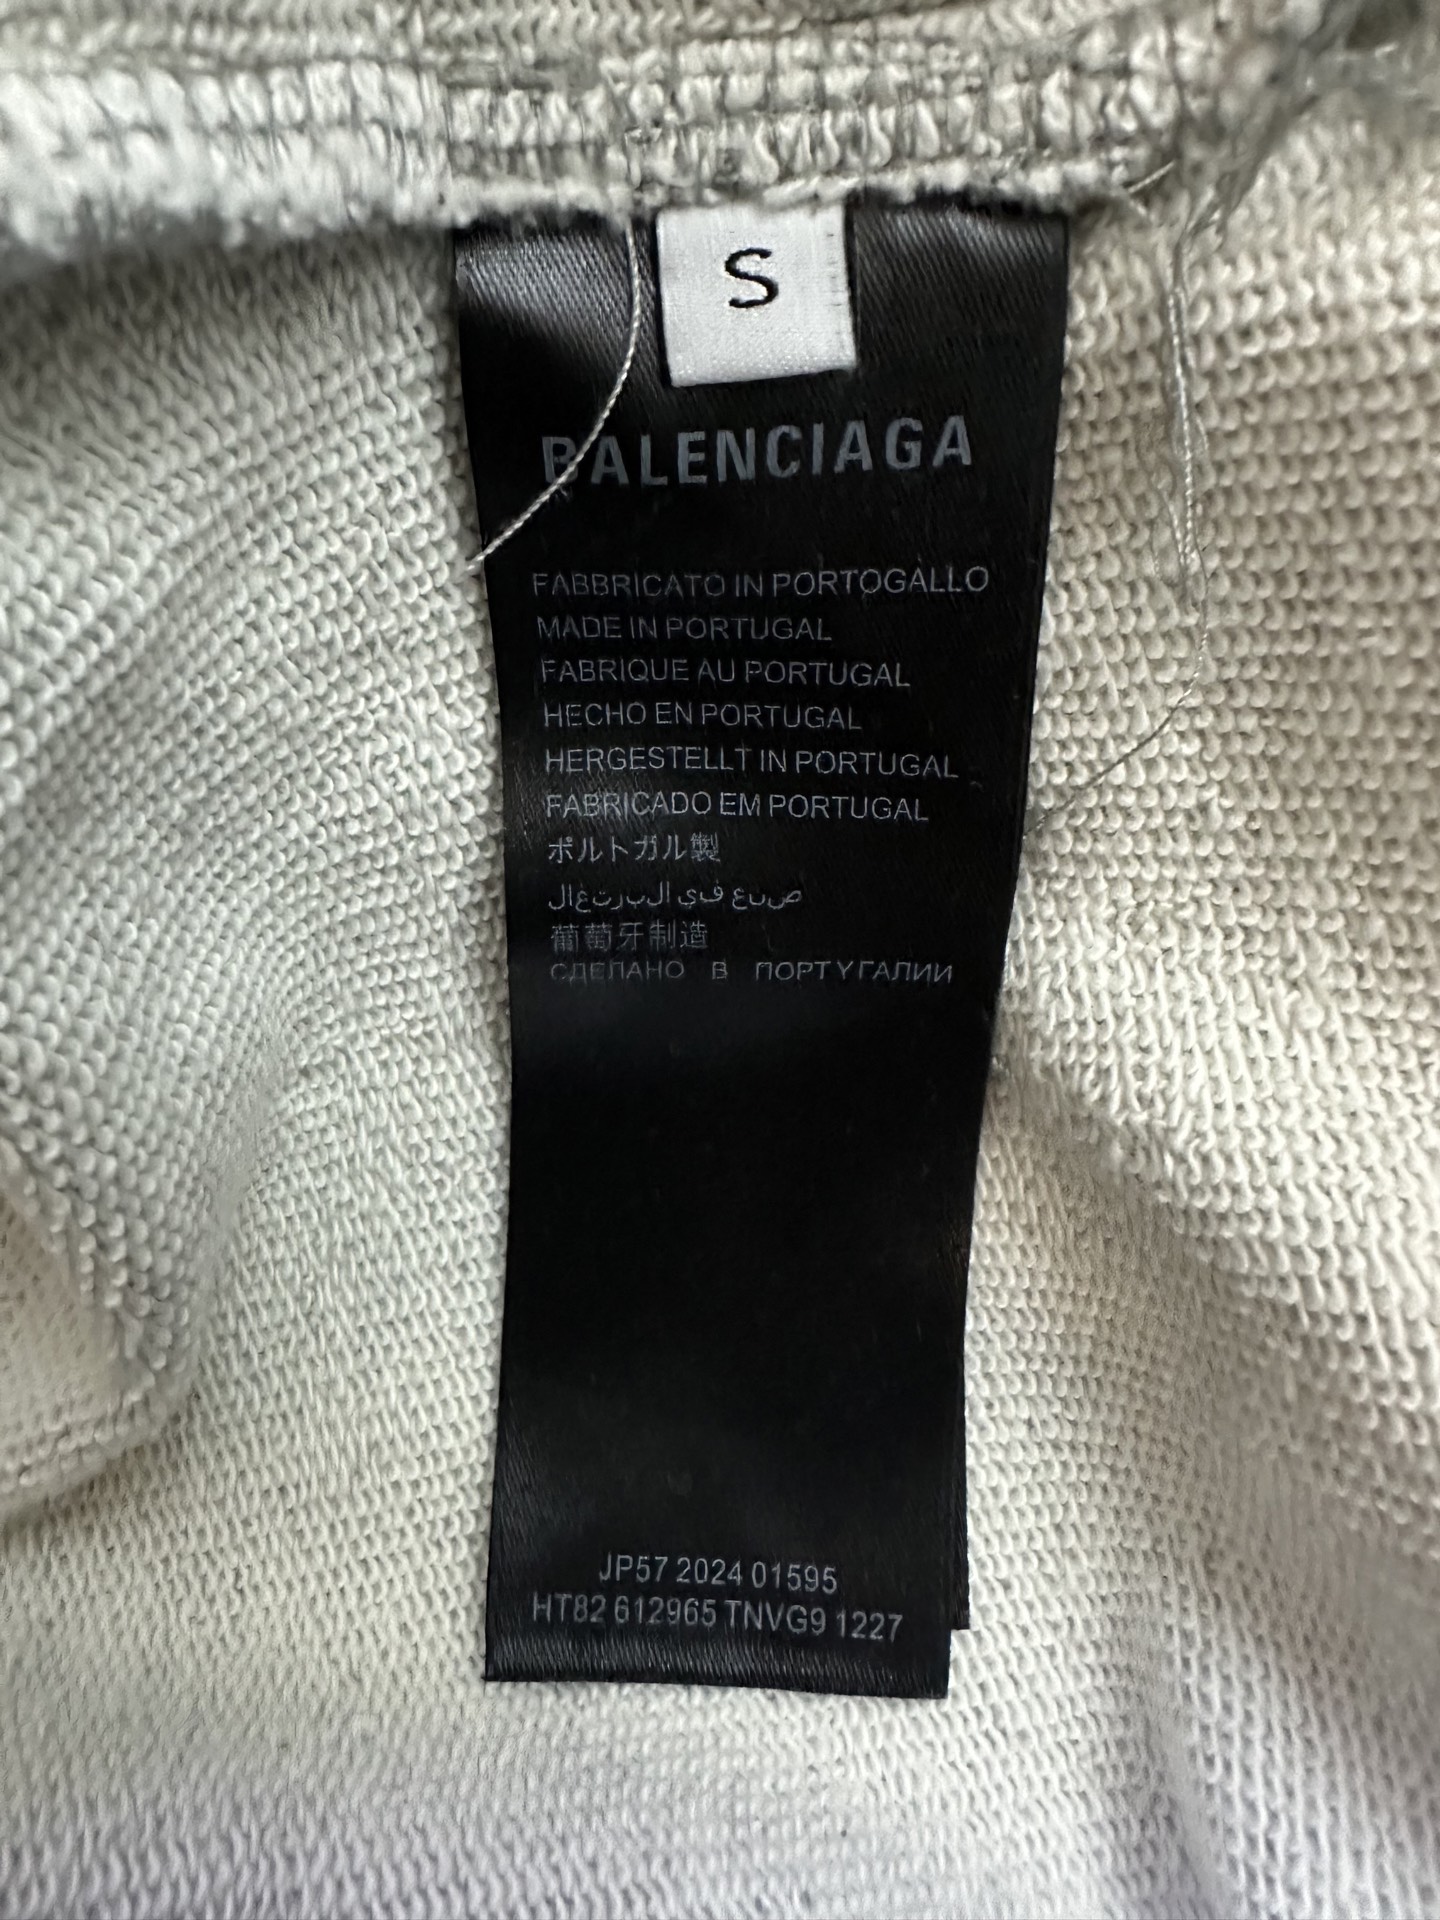 S
BALENCIAGA
FABBRICATO IN PORTOGALLO
MADE IN PORTUGAL
FABRIQUE AU PORTUGAL
HECHO EN PORTUGAL
HERGESTELLT IN PORTUGAL
FABRICADO EM PORTUGAL
ポルトガル製
صنع في البرتغال
葡萄牙制造
СДЕЛАНО В ПОРТУГАЛИИ
JP57 2024 01595
HT82 612965 TNVG9 1227